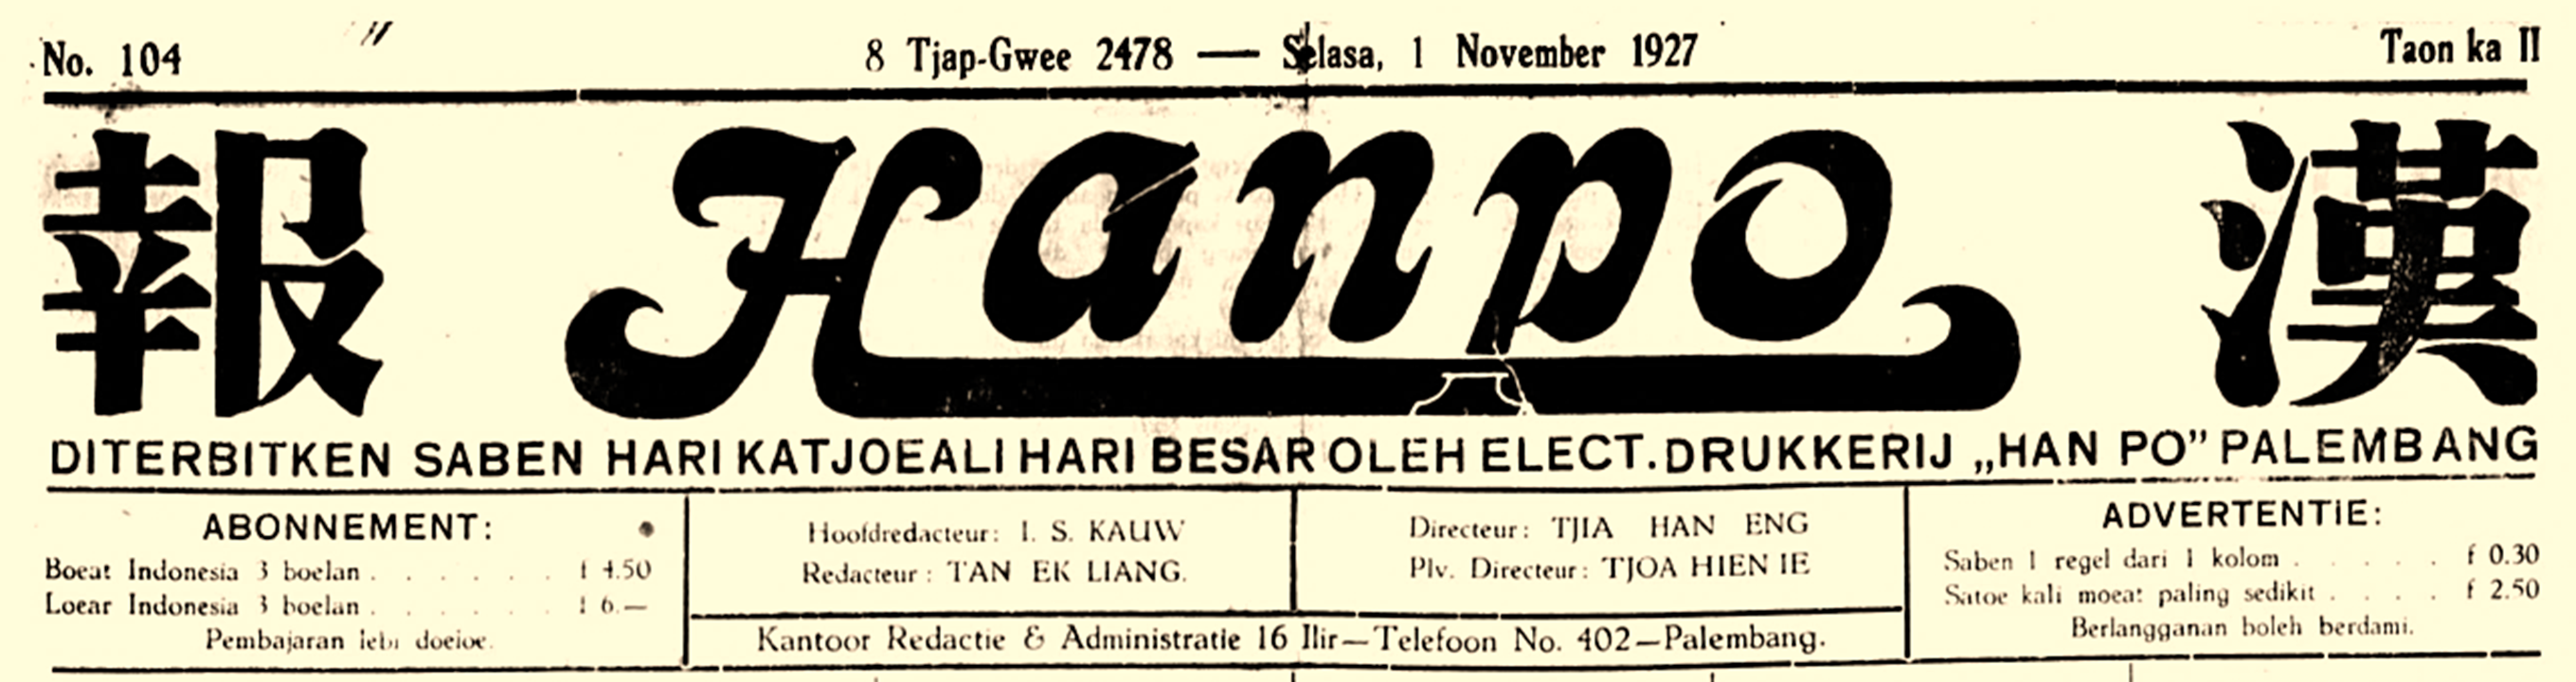 No. 104
8 Tjap-Gwee 2478 — Selasa, 1 November 1927
Taon ka II
報 Hanpo 漢
DITERBITKEN SABEN HARI KATJOEALI HARI BESAR OLEH ELECT. DRUKKERIJ „HAN PO” PALEMBANG
ABONNEMENT:
Boeat Indonesia 3 boelan . . . . . . f 4.50
Loear Indonesia 3 boelan . . . . . . f 6.—
Pembajaran lebi doeloe.
Hoofdredacteur: I. S. KAUW
Redacteur: TAN EK LIANG.
Directeur: TJIA HAN ENG
Plv. Directeur: TJOA HIEN IE
Kantoor Redactie & Administratie 16 Ilir—Telefoon No. 402—Palembang.
ADVERTENTIE:
Saben 1 regel dari 1 kolom . . . . . f 0.30
Satoe kali moeat paling sedikit . . . . f 2.50
Berlangganan boleh berdami.